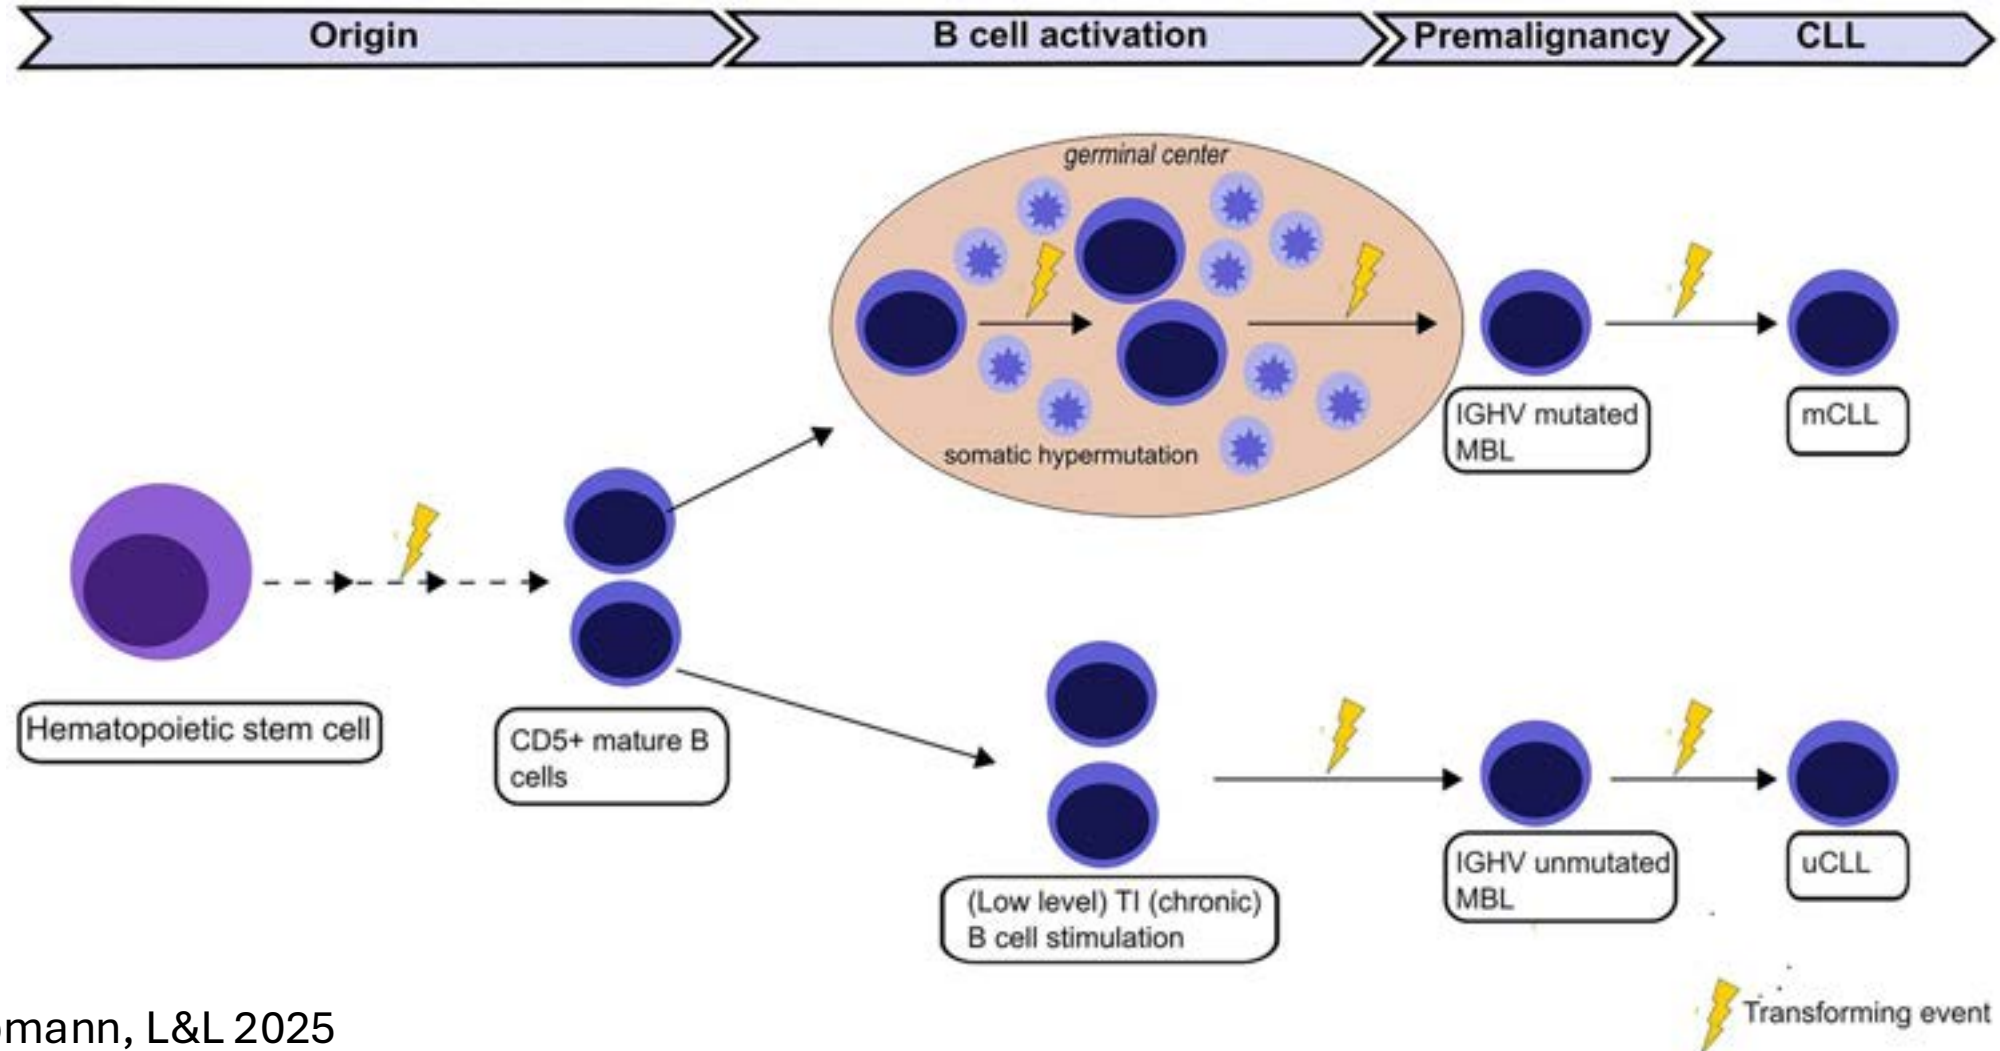 Origin
B cell activation
Premalignancy
CLL
germinal center
somatic hypermutation
IGHV mutated
MBL
mCLL
Hematopoietic stem cell
CD5+ mature B
cells
(Low level) TI (chronic)
B cell stimulation
IGHV unmutated
MBL
uCLL
Transforming event
L&L 2025